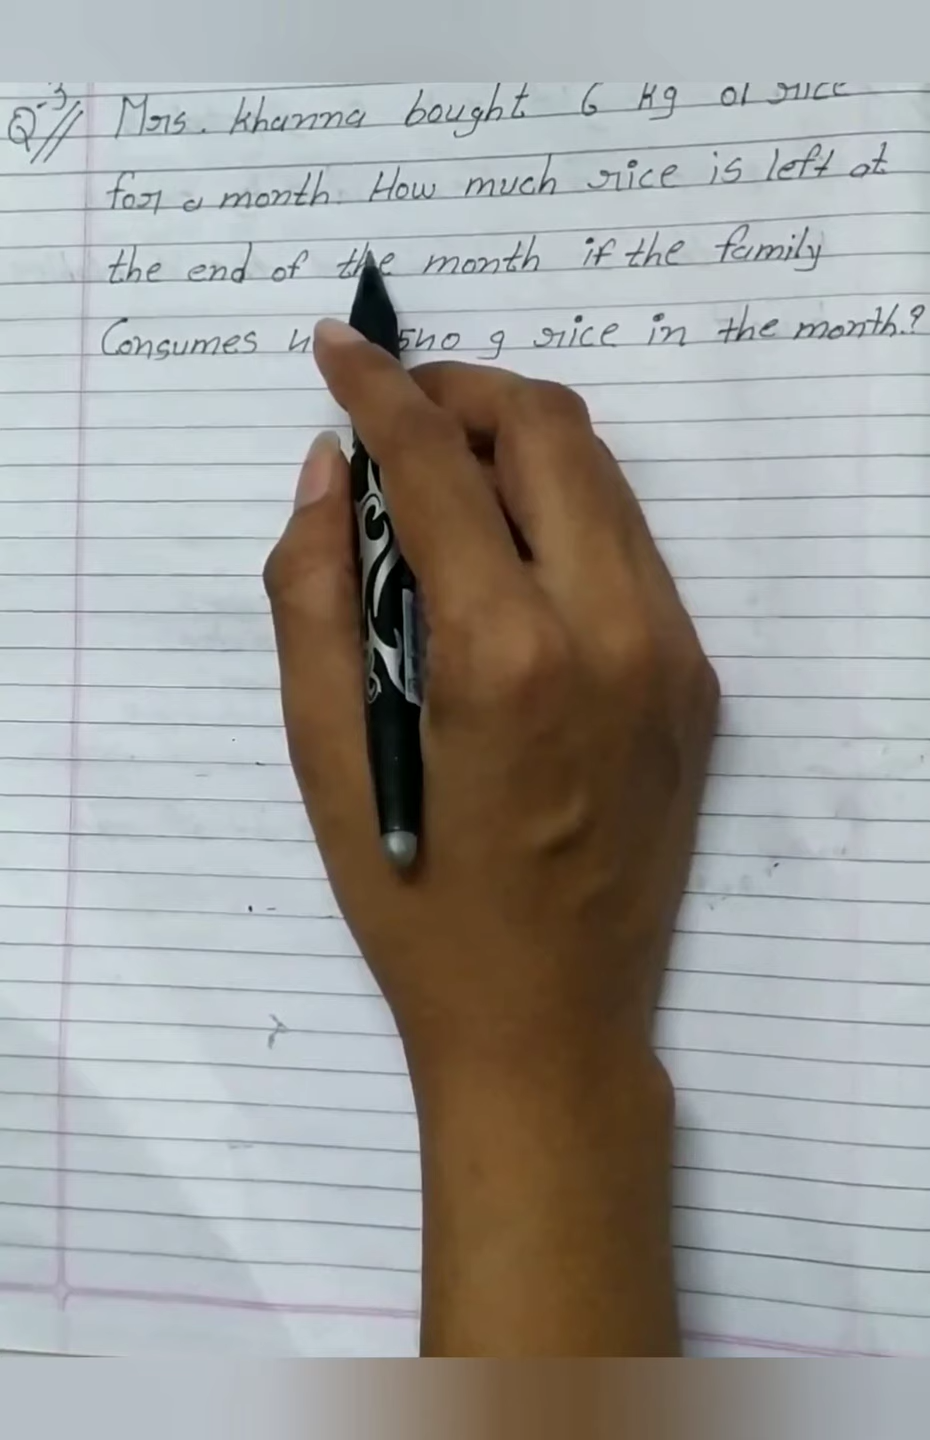 Q-3// Mrs. Khanna bought 6 Kg of rice
for a month. How much rice is left at
the end of the month if the family
Consumes 4 540 g rice in the month?